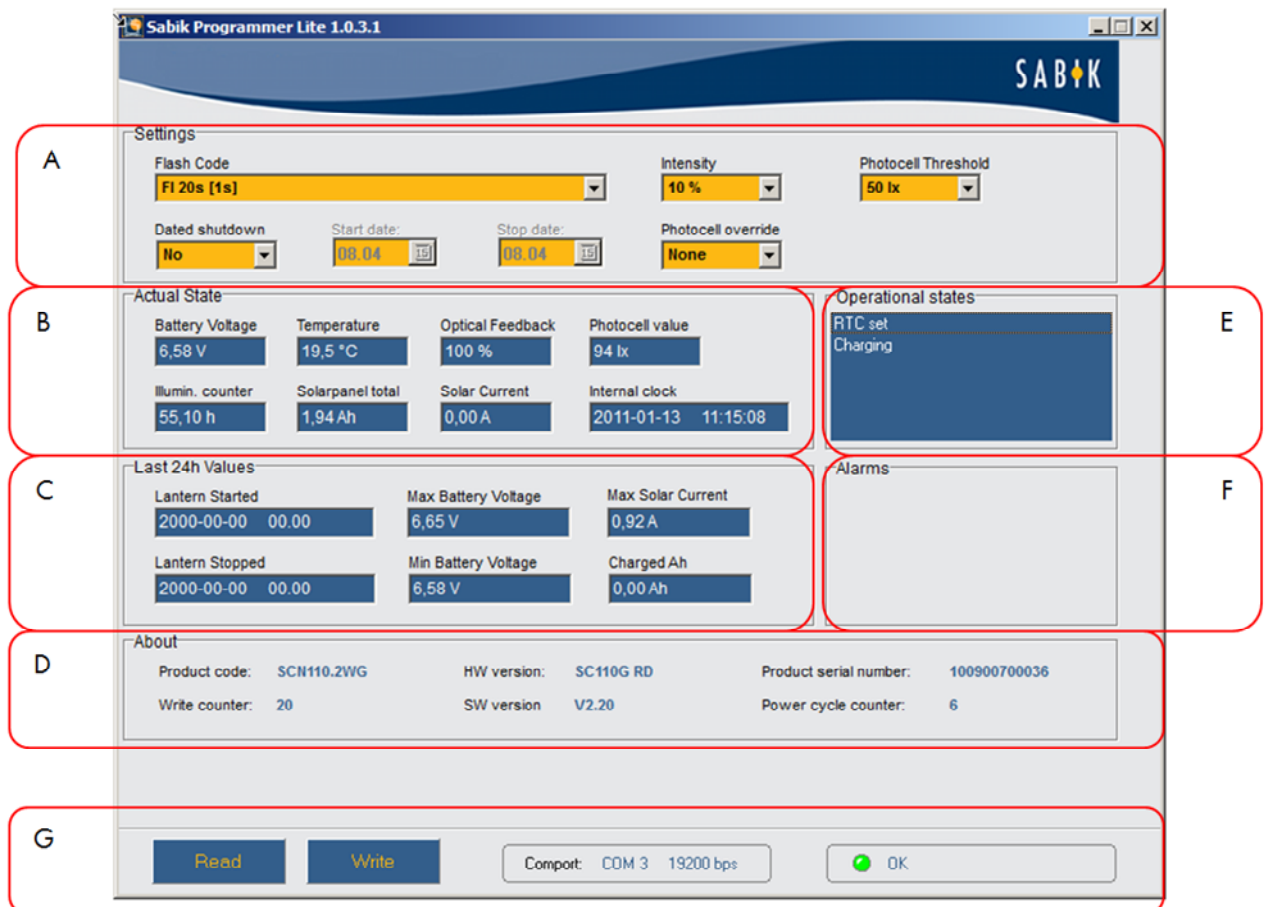 Sabik Programmer Lite 1.0.3.1
SABIK
A
Settings
Flash Code
Intensity
Photocell Threshold
Fl 20s [1s]
10 %
50 lx
Dated shutdown
Start date:
Stop date:
Photocell override
No
08.04
15
08.04
15
None
B
Actual State
Battery Voltage
Temperature
Optical Feedback
Photocell value
6,58 V
19,5 °C
100 %
94 lx
Illumin. counter
Solarpanel total
Solar Current
Internal clock
55,10 h
1,94 Ah
0,00 A
2011-01-13 11:15:08
Operational states
E
RTC set
Charging
C
Last 24h Values
Lantern Started
Max Battery Voltage
Max Solar Current
2000-00-00 00.00
6,65 V
0,92 A
Lantern Stopped
Min Battery Voltage
Charged Ah
2000-00-00 00.00
6,58 V
0,00 Ah
Alarms
F
D
About
Product code: SCN110.2WG
HW version: SC110G RD
Product serial number: 100900700036
Write counter: 20
SW version V2.20
Power cycle counter: 6
G
Read
Write
Comport: COM 3 19200 bps
OK